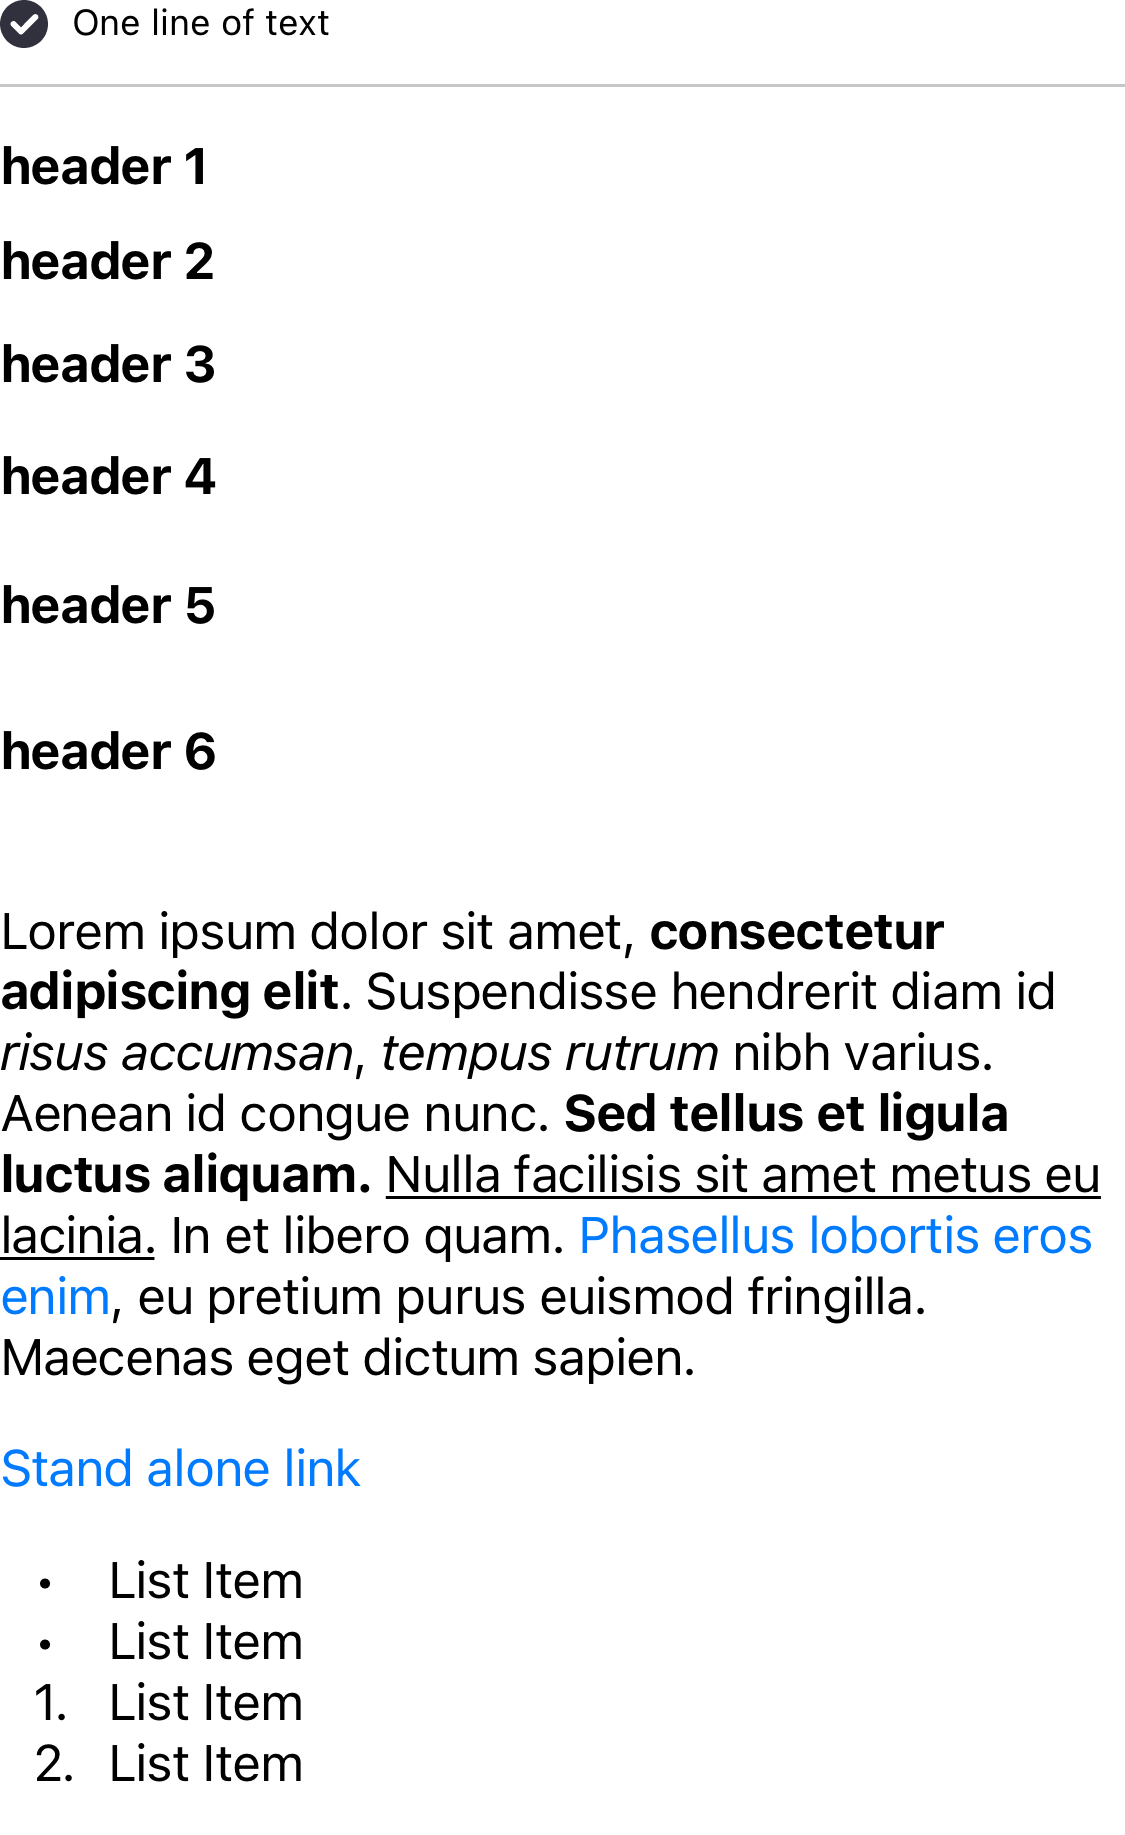 One line of text
header 1
header 2
header 3
header 4
header 5
header 6
Lorem ipsum dolor sit amet, consectetur
adipiscing elit. Suspendisse hendrerit diam id
risus accumsan, tempus rutrum nibh varius.
Aenean id congue nunc. Sed tellus et ligula
luctus aliquam. Nulla facilisis sit amet metus eu
lacinia. In et libero quam. Phasellus lobortis eros
enim, eu pretium purus euismod fringilla.
Maecenas eget dictum sapien.
Stand alone link
• List Item
• List Item
1. List Item
2. List Item